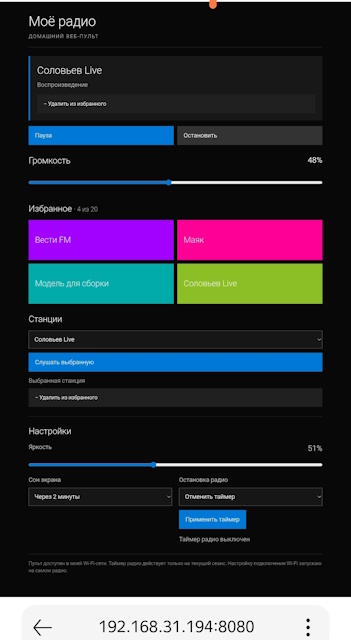 Моё радио
ДОМАШНИЙ ВЕБ-ПУЛЬТ
Соловьев Live
Воспроизведение
− Удалить из избранного
Пауза
Остановить
Громкость
48%
Избранное · 4 из 20
Вести FM
Маяк
Модель для сборки
Соловьев Live
Станции
Соловьев Live
Слушать выбранную
Выбранная станция
− Удалить из избранного
Настройки
Яркость
51%
Сон экрана
Остановка радио
Через 2 минуты
Отменить таймер
Применить таймер
Таймер радио выключен
Пульт доступен в моей Wi-Fi-сети. Таймер радио действует только на текущий сеанс. Настройку подключения Wi-Fi запускаю
на самом радио.
192.168.31.194:8080